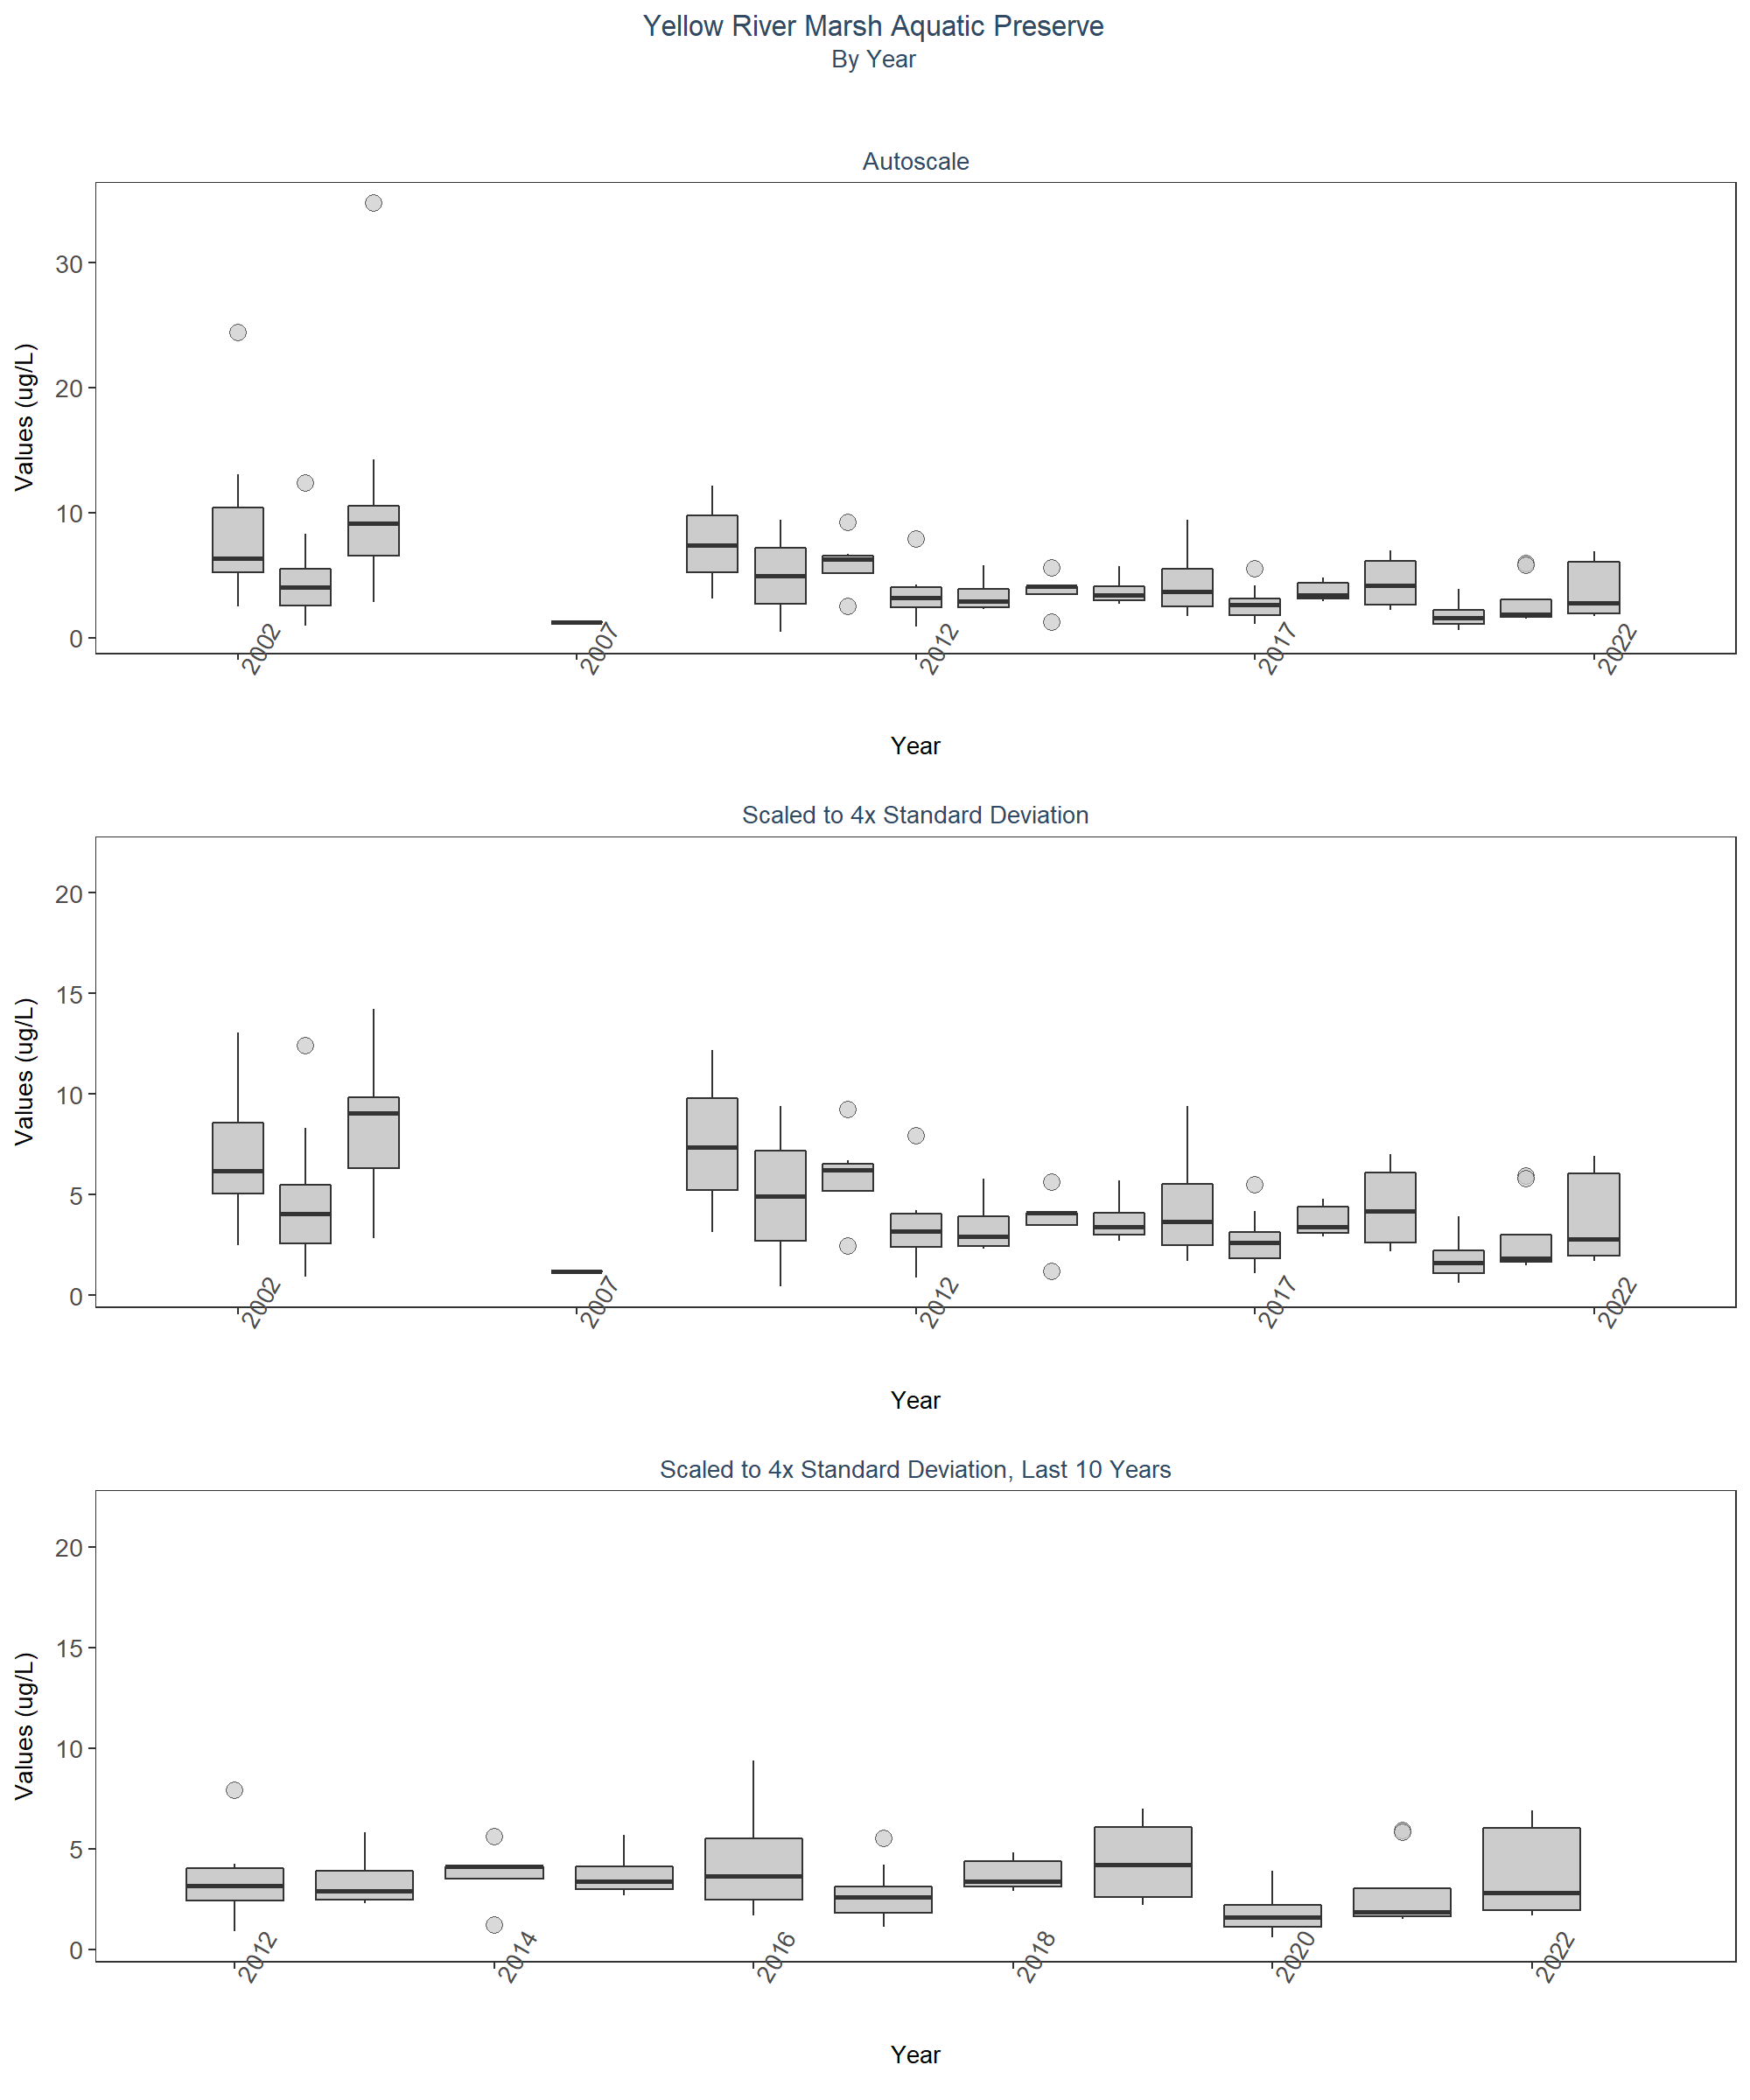 Yellow River Marsh Aquatic Preserve
By Year
Autoscale
Values (ug/L)
30
20
10
0
2002 2007 2012 2017 2022
Year
Scaled to 4x Standard Deviation
Values (ug/L)
20
15
10
5
0
2002 2007 2012 2017 2022
Year
Scaled to 4x Standard Deviation, Last 10 Years
Values (ug/L)
20
15
10
5
0
2012 2014 2016 2018 2020 2022
Year